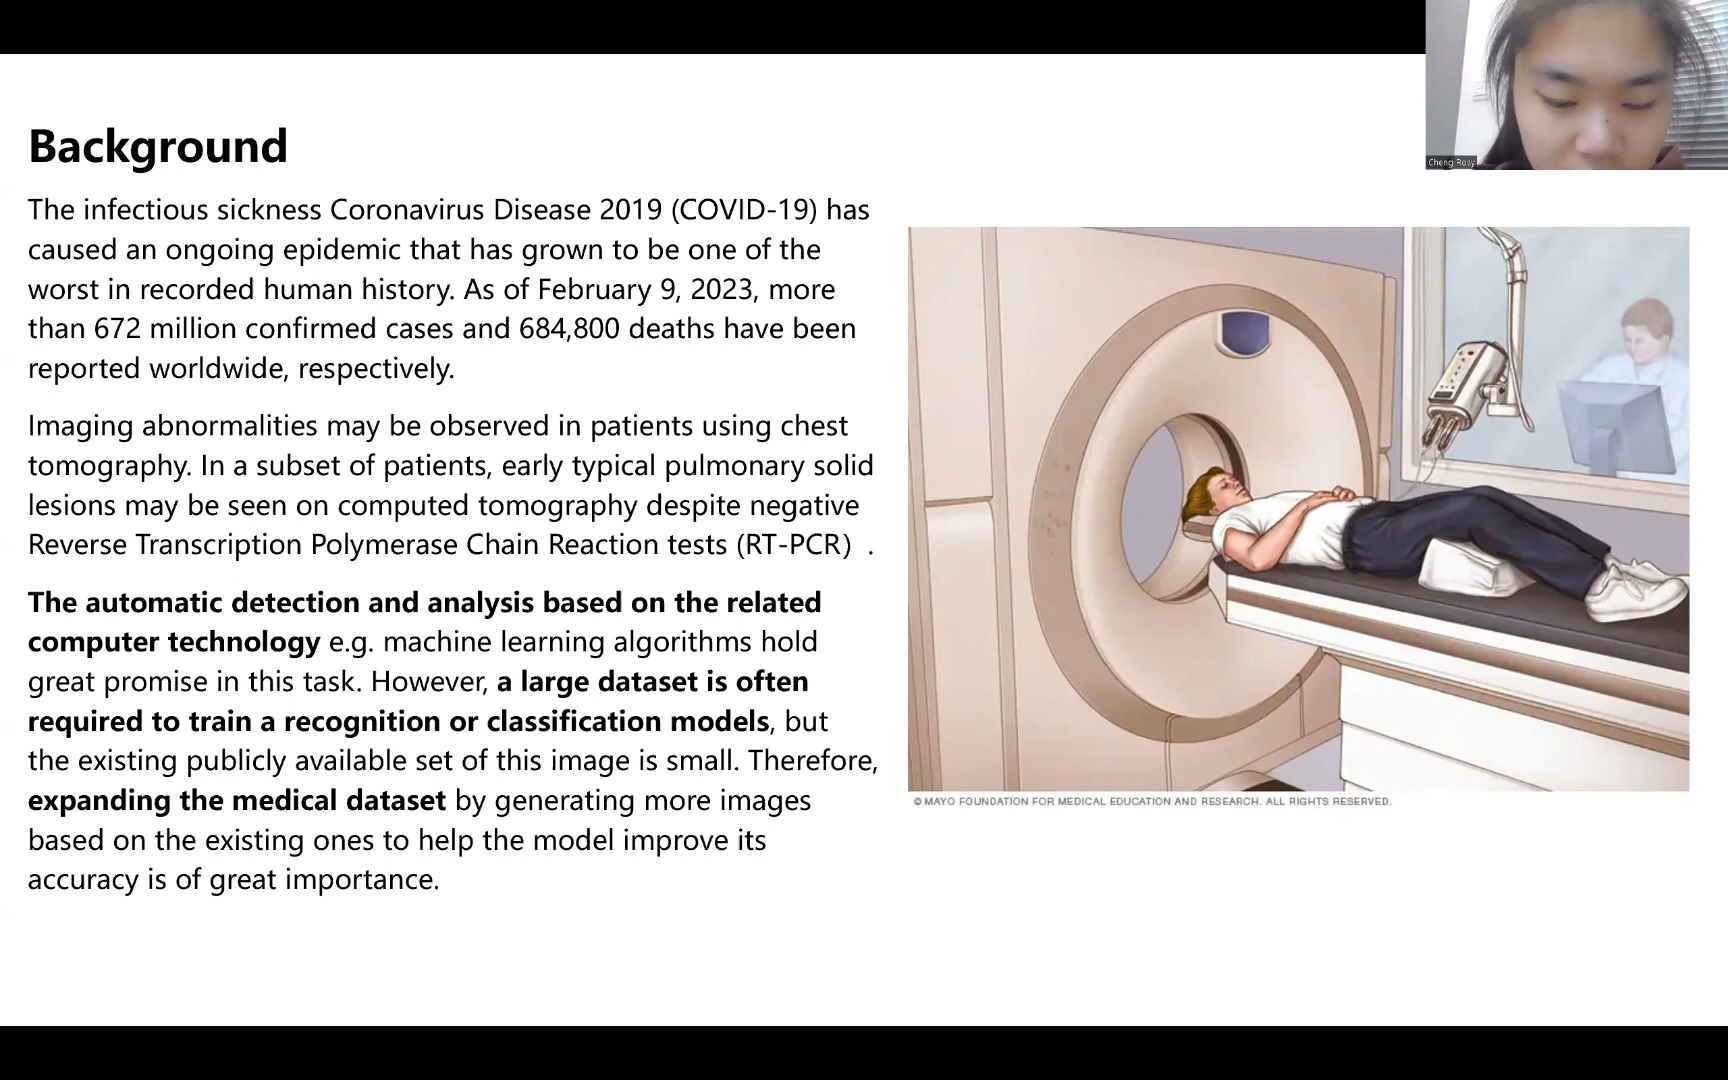 Cheng Rosy
Background
The infectious sickness Coronavirus Disease 2019 (COVID-19) has
caused an ongoing epidemic that has grown to be one of the
worst in recorded human history. As of February 9, 2023, more
than 672 million confirmed cases and 684,800 deaths have been
reported worldwide, respectively.
Imaging abnormalities may be observed in patients using chest
tomography. In a subset of patients, early typical pulmonary solid
lesions may be seen on computed tomography despite negative
Reverse Transcription Polymerase Chain Reaction tests (RT-PCR） .
The automatic detection and analysis based on the related
computer technology e.g. machine learning algorithms hold
great promise in this task. However, a large dataset is often
required to train a recognition or classification models, but
the existing publicly available set of this image is small. Therefore,
expanding the medical dataset by generating more images
based on the existing ones to help the model improve its
accuracy is of great importance.
© MAYO FOUNDATION FOR MEDICAL EDUCATION AND RESEARCH. ALL RIGHTS RESERVED.